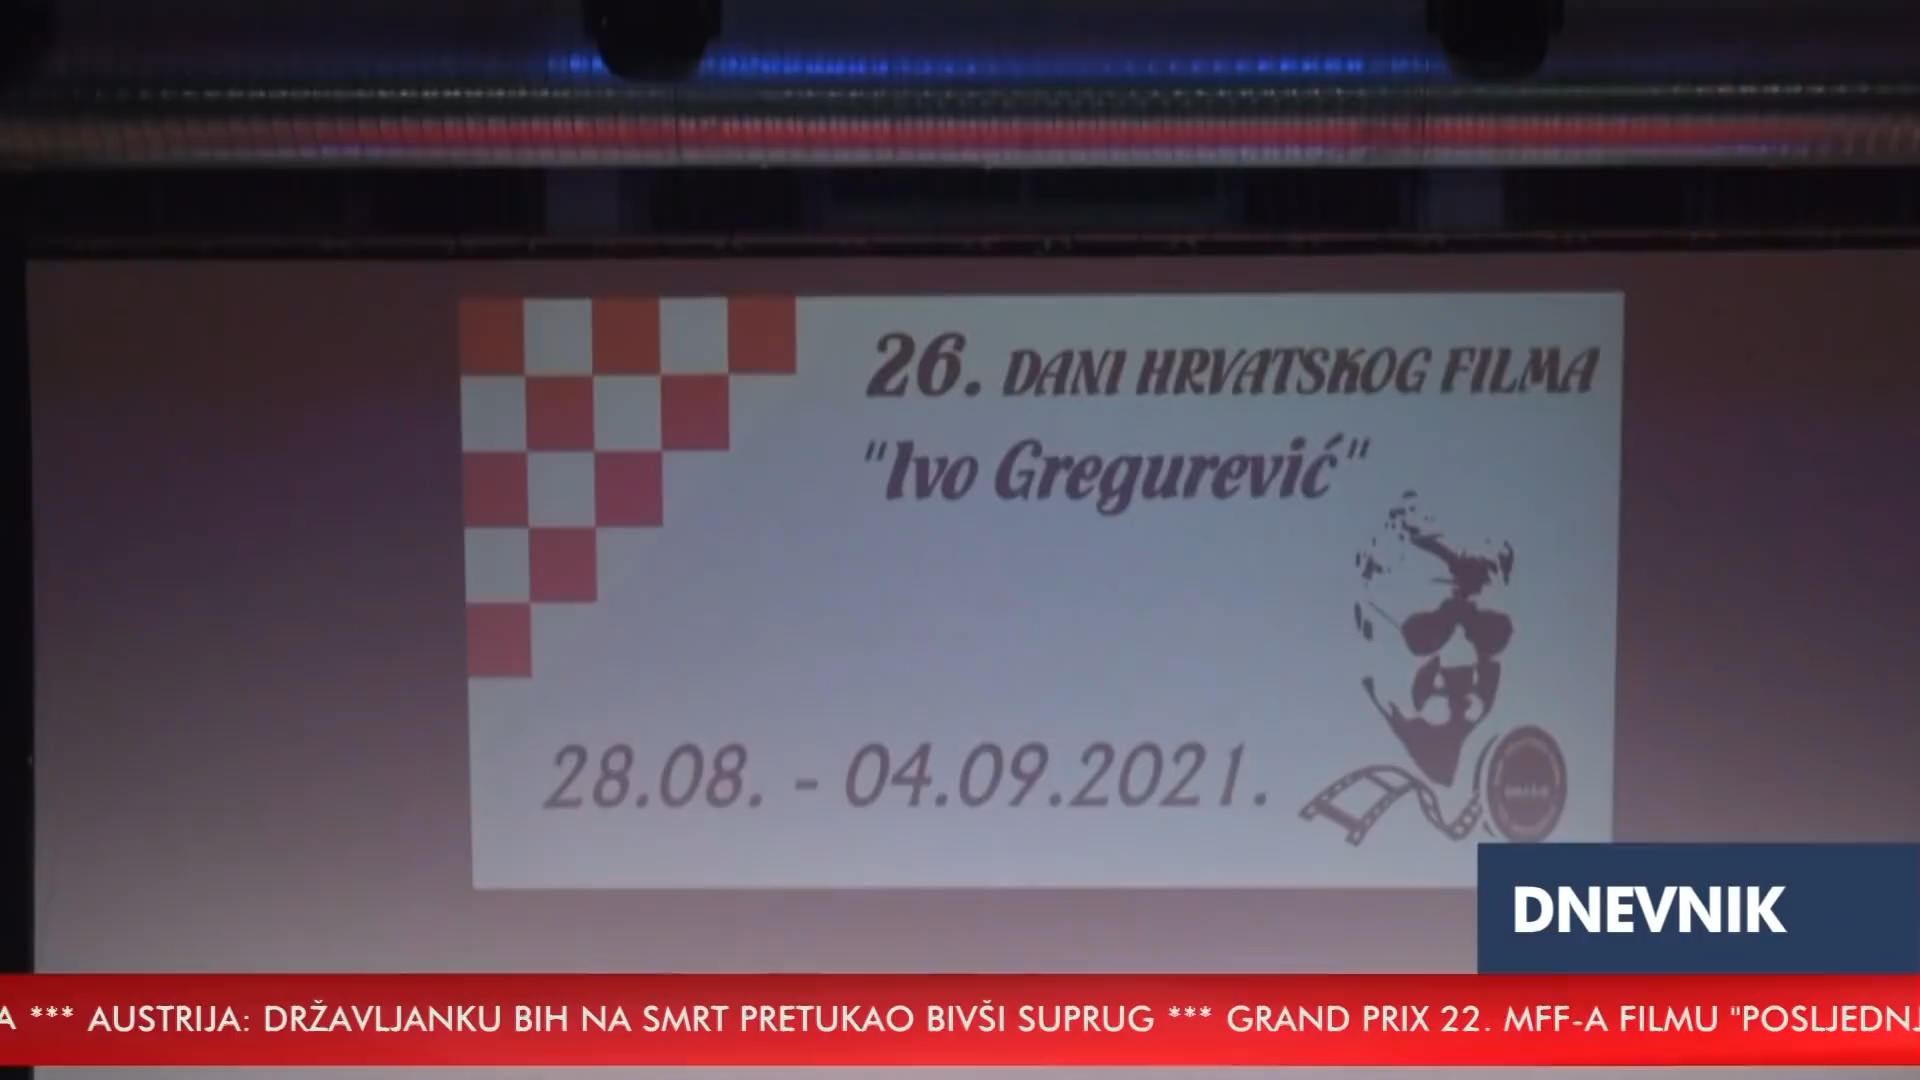 26. DANI HRVATSKOG FILMA
"Ivo Gregurević"
28.08. - 04.09.2021.
DNEVNIK
A *** AUSTRIJA: DRŽAVLJANKU BIH NA SMRT PRETUKAO BIVŠI SUPRUG *** GRAND PRIX 22. MFF-A FILMU "POSLJEDNJ